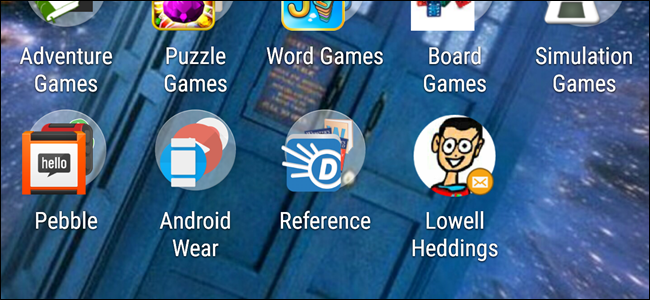 Adventure Games
Puzzle Games
Word Games
Board Games
Simulation Games
hello
Pebble
Android Wear
Reference
Lowell Heddings